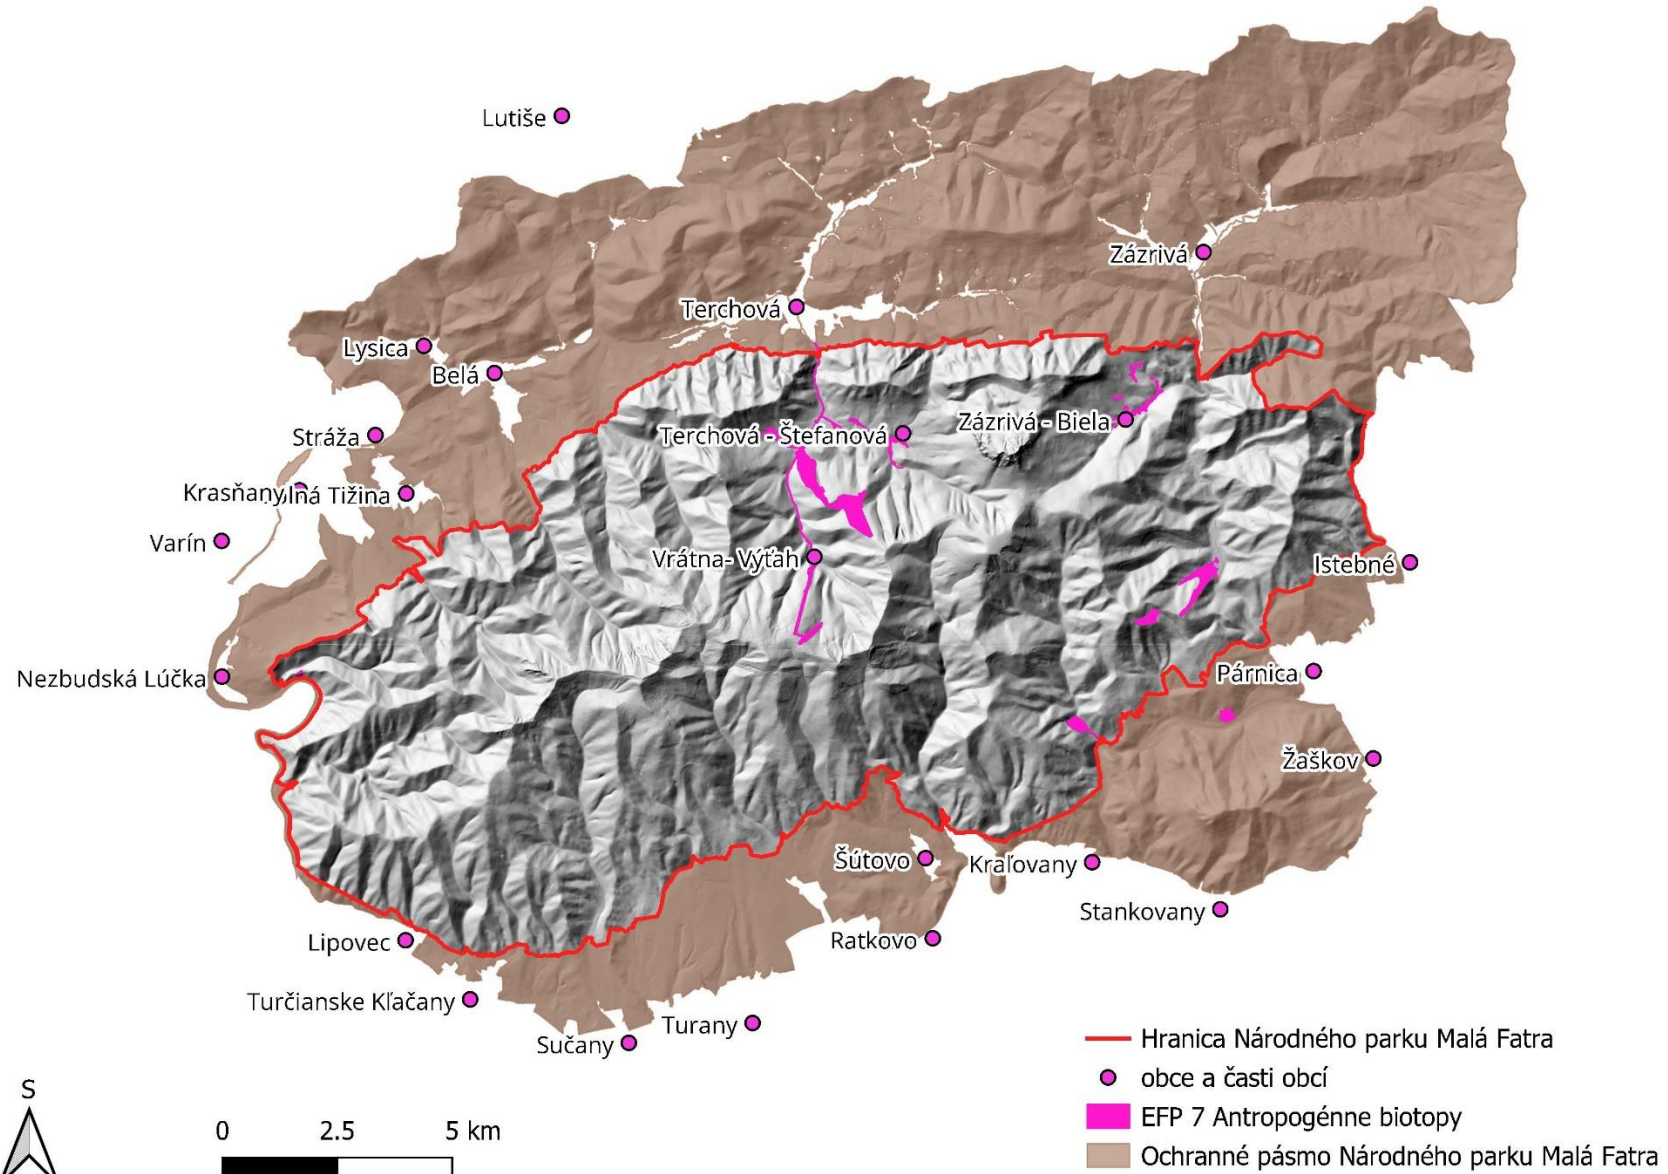 Lutiše
Zázrivá
Terchová
Lysica
Belá
Zázrivá - Biela
Terchová - Štefanová
Stráža
Krasňany
lná Tižina
Varín
Vrátna- Výťah
Istebné
Párnica
Nezbudská Lúčka
Žaškov
Šútovo
Kraľovany
Stankovany
Lipovec
Ratkovo
Turčianske Kľačany
Turany
Sučany
Hranica Národného parku Malá Fatra
obce a časti obcí
EFP 7 Antropogénne biotopy
Ochranné pásmo Národného parku Malá Fatra
S
0 2.5 5 km